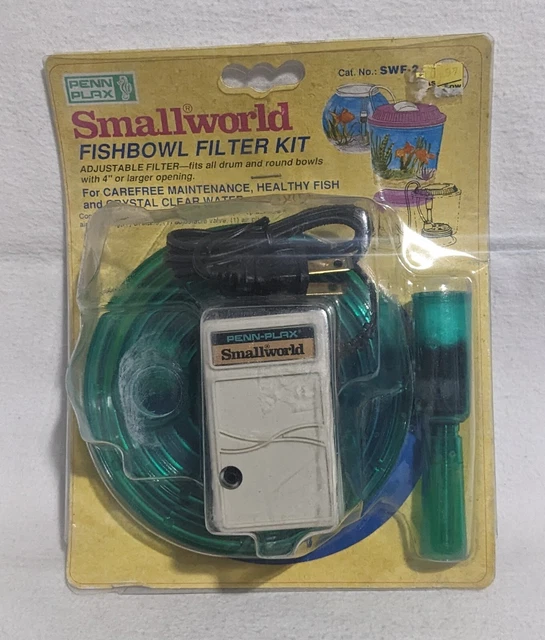 PENN
PLAX
Cat. No.: SWF-2
Smallworld®
FISHBOWL FILTER KIT
ADJUSTABLE FILTER—fits all drum and round bowls
with 4" or larger opening.
For CAREFREE MAINTENANCE, HEALTHY FISH
and CRYSTAL CLEAR WATER
PENN-PLAX®
Smallworld®